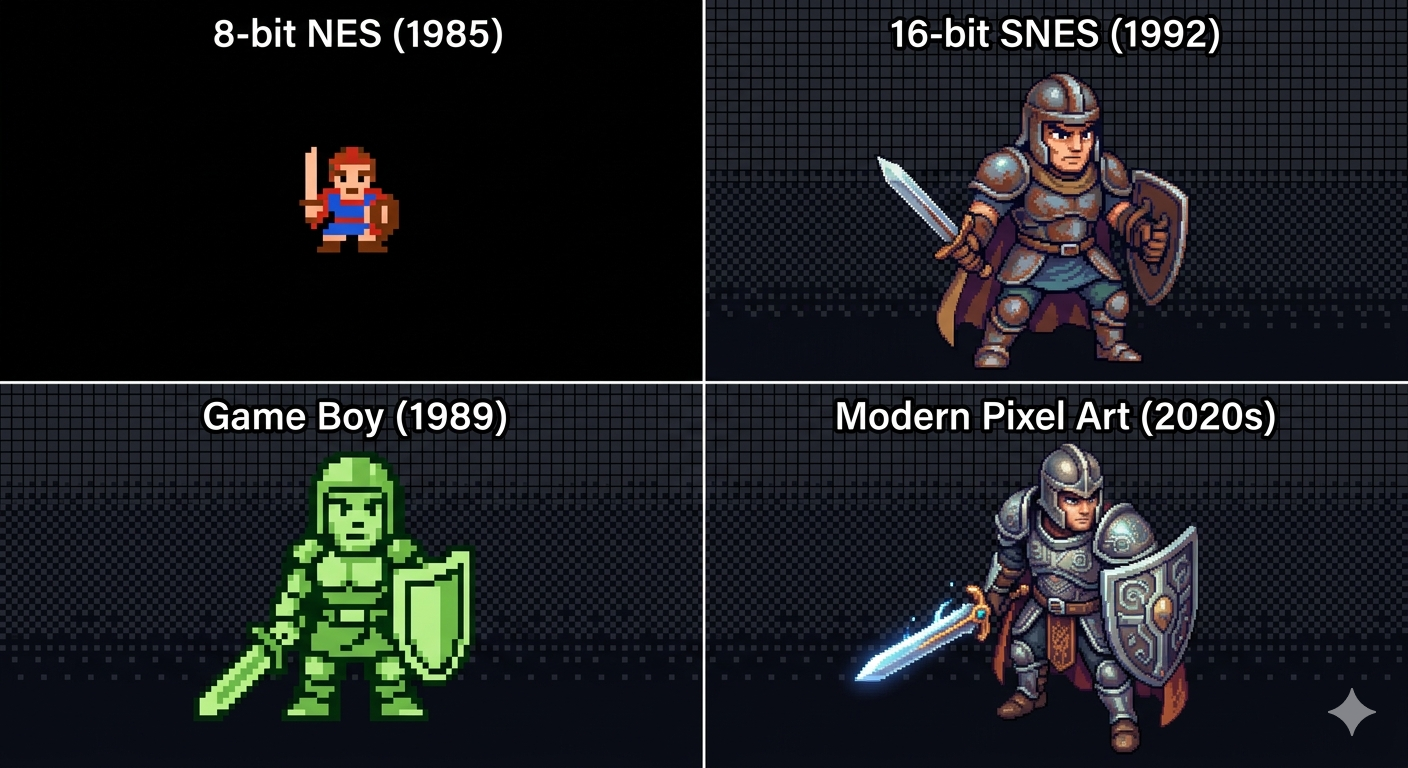 8-bit NES (1985)
16-bit SNES (1992)
Game Boy (1989)
Modern Pixel Art (2020s)